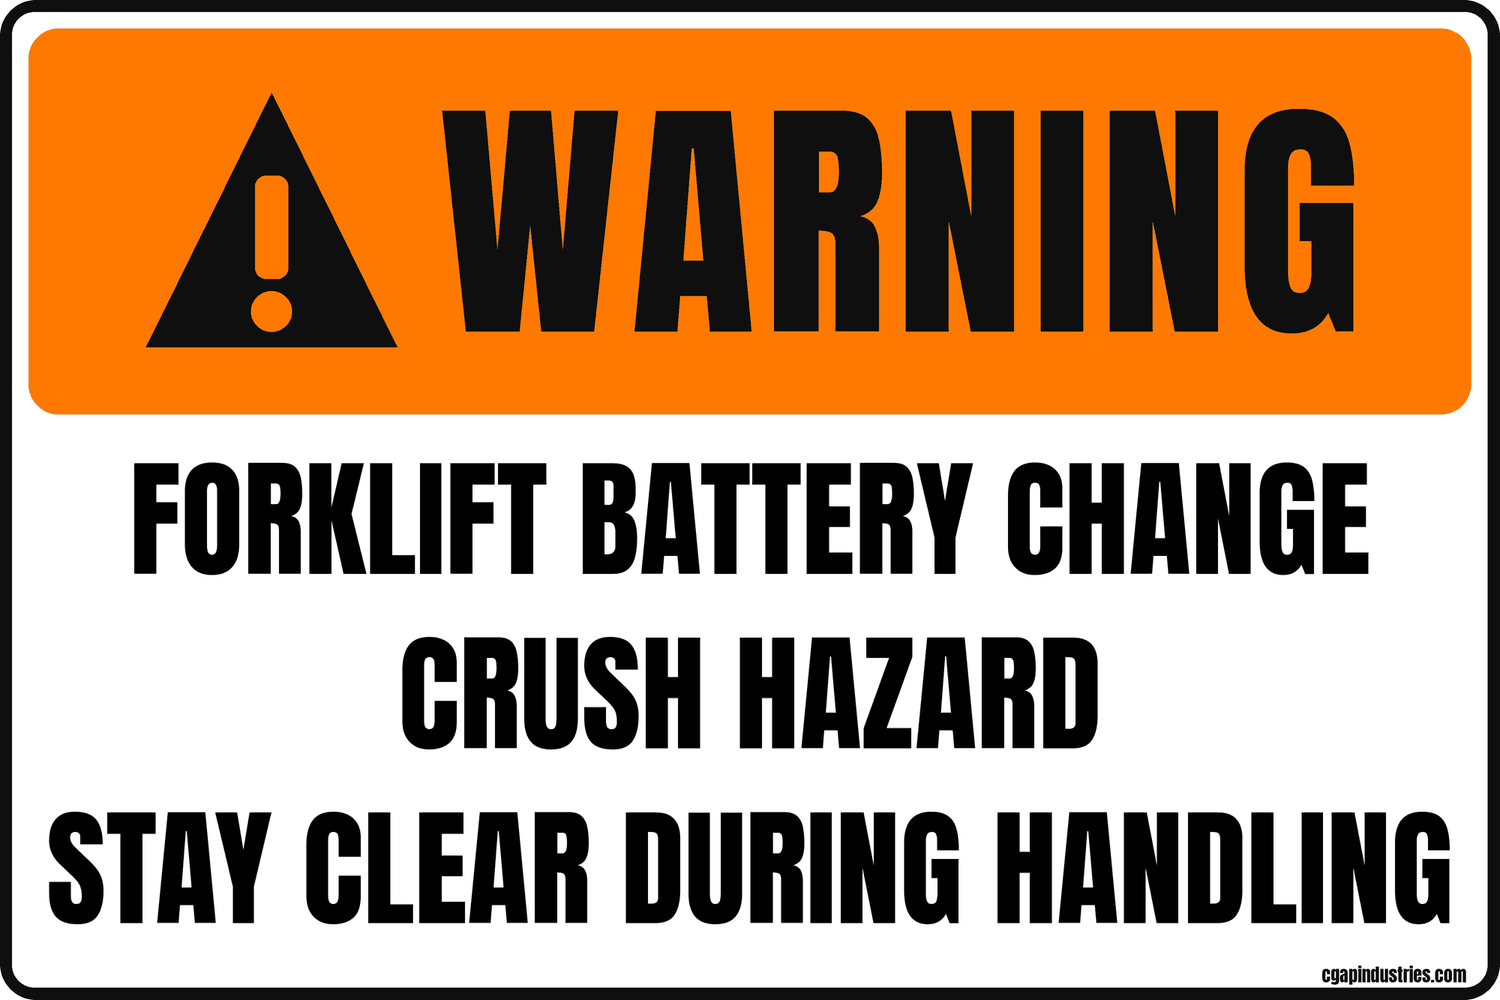 WARNING
FORKLIFT BATTERY CHANGE
CRUSH HAZARD
STAY CLEAR DURING HANDLING
cgapindustries.com